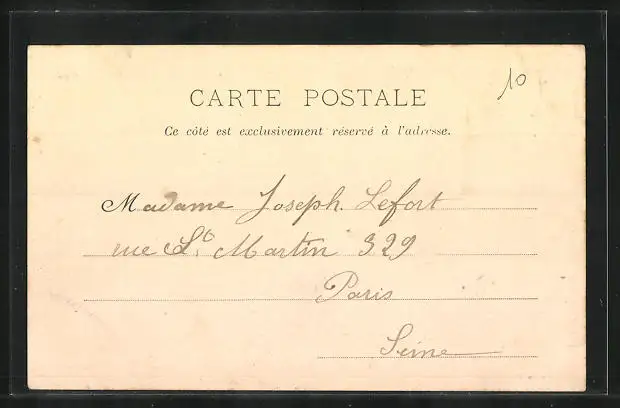 10
CARTE POSTALE
Ce côté est exclusivement réservé à l'adresse.
Madame Joseph Lefort
rue St. Martin 329
Paris
Seine